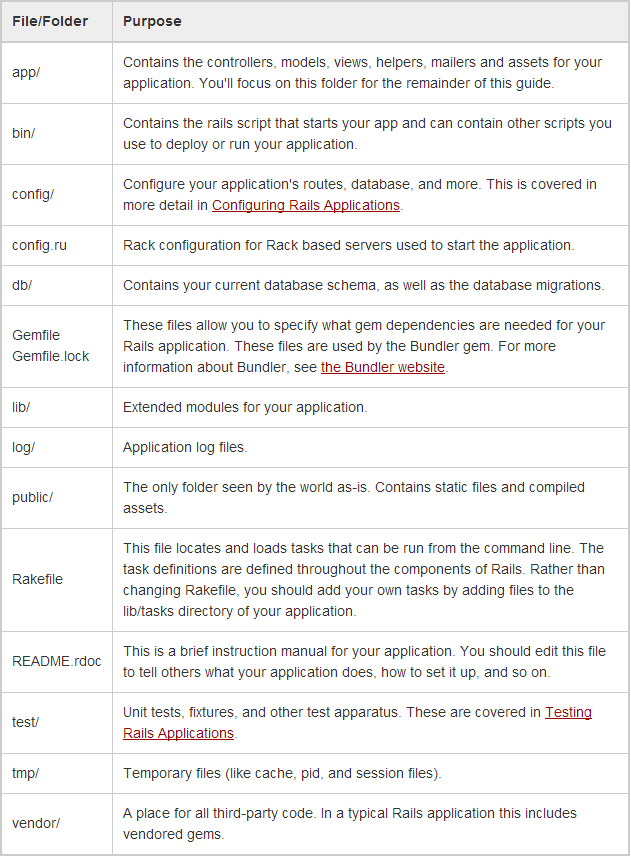 File/Folder Purpose
app/ Contains the controllers, models, views, helpers, mailers and assets for your
application. You'll focus on this folder for the remainder of this guide.
bin/ Contains the rails script that starts your app and can contain other scripts you
use to deploy or run your application.
config/ Configure your application's routes, database, and more. This is covered in
more detail in Configuring Rails Applications.
config.ru Rack configuration for Rack based servers used to start the application.
db/ Contains your current database schema, as well as the database migrations.
Gemfile
Gemfile.lock
These files allow you to specify what gem dependencies are needed for your
Rails application. These files are used by the Bundler gem. For more
information about Bundler, see the Bundler website.
lib/ Extended modules for your application.
log/ Application log files.
public/ The only folder seen by the world as-is. Contains static files and compiled
assets.
Rakefile This file locates and loads tasks that can be run from the command line. The
task definitions are defined throughout the components of Rails. Rather than
changing Rakefile, you should add your own tasks by adding files to the
lib/tasks directory of your application.
README.rdoc This is a brief instruction manual for your application. You should edit this file
to tell others what your application does, how to set it up, and so on.
test/ Unit tests, fixtures, and other test apparatus. These are covered in Testing
Rails Applications.
tmp/ Temporary files (like cache, pid, and session files).
vendor/ A place for all third-party code. In a typical Rails application this includes
vendored gems.